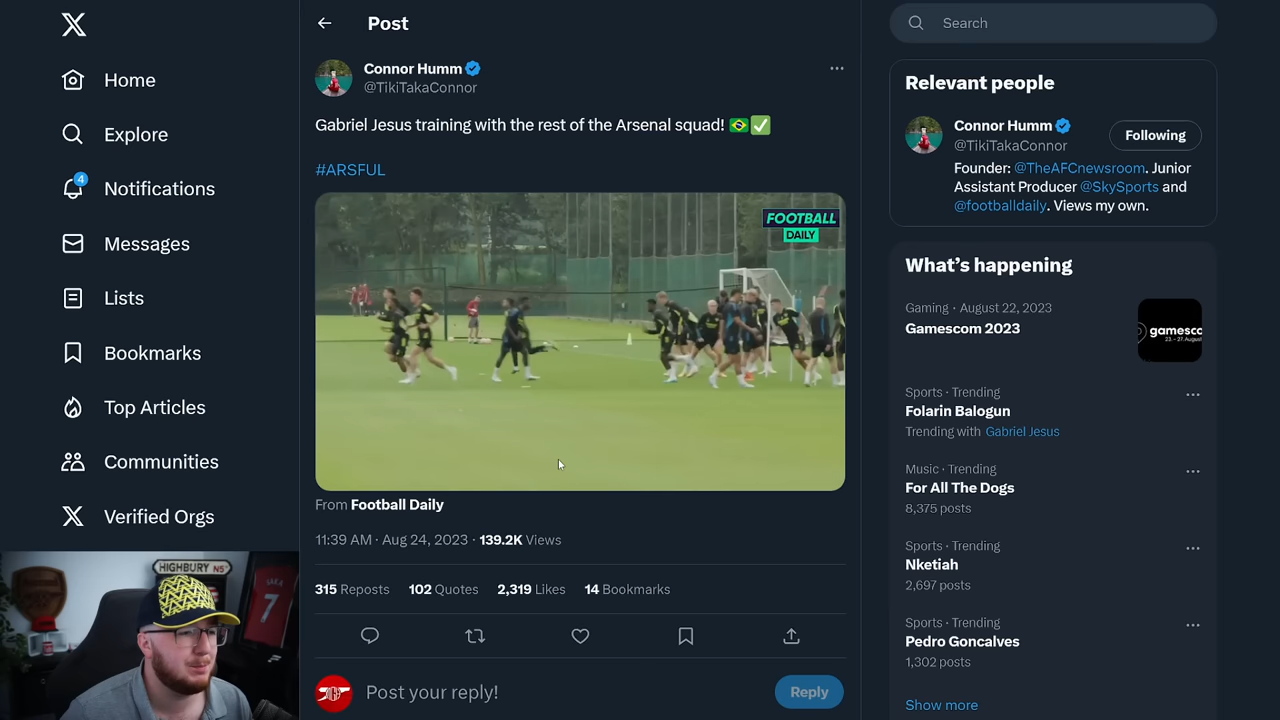 Home
Explore
4
Notifications
Messages
Lists
Bookmarks
Top Articles
Communities
Verified Orgs
HIGHBURY N5
SAKA
7
Post
Connor Humm
@TikiTakaConnor
Gabriel Jesus training with the rest of the Arsenal squad! 🇧🇷✅
#ARSFUL
FOOTBALL
DAILY
From Football Daily
11:39 AM · Aug 24, 2023 · 139.2K Views
315 Reposts 102 Quotes 2,319 Likes 14 Bookmarks
Post your reply!
Reply
Search
Relevant people
Connor Humm
@TikiTakaConnor
Following
Founder: @TheAFCnewsroom. Junior
Assistant Producer @SkySports and
@footballdaily. Views my own.
What’s happening
Gaming · August 22, 2023
Gamescom 2023
Sports · Trending
Folarin Balogun
Trending with Gabriel Jesus
Music · Trending
For All The Dogs
8,375 posts
Sports · Trending
Nketiah
2,697 posts
Sports · Trending
Pedro Goncalves
1,302 posts
Show more